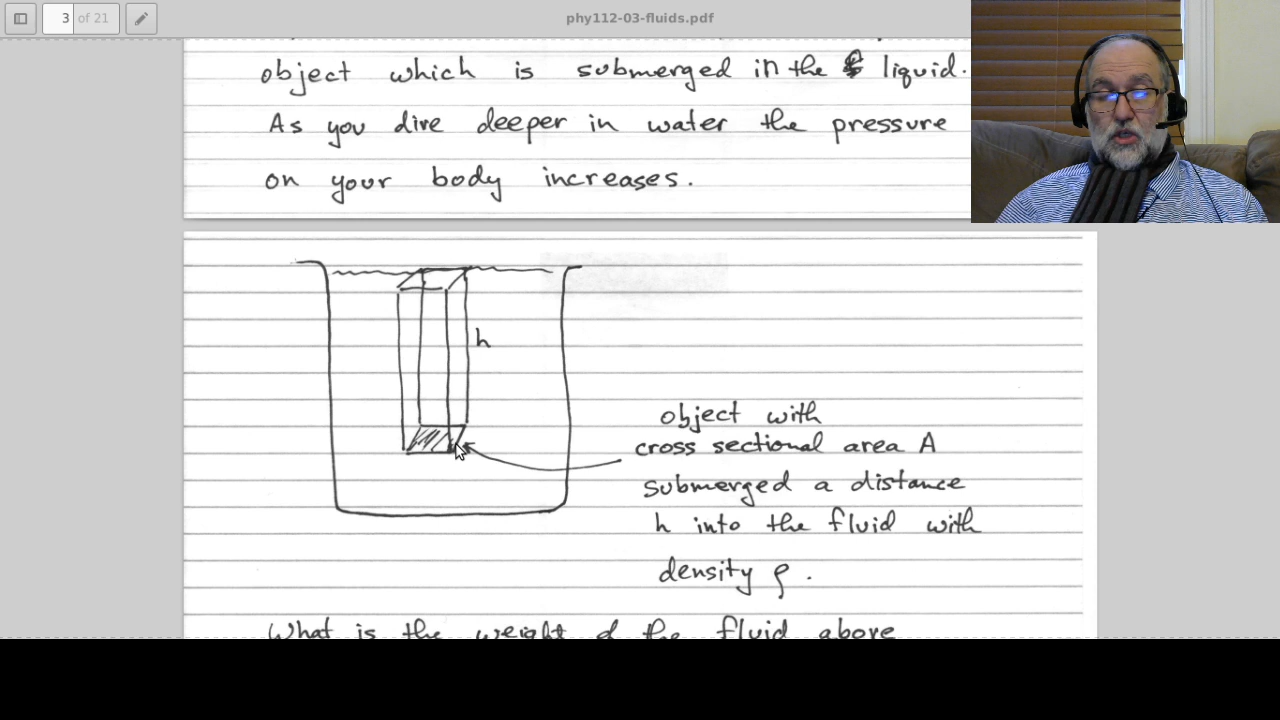 3 of 21
phy112-03-fluids.pdf
object which is submerged in the liquid.
As you dive deeper in water the pressure
on your body increases.
h
object with
cross sectional area A
submerged a distance
h into the fluid with
density ρ.
What is the weight of the fluid above